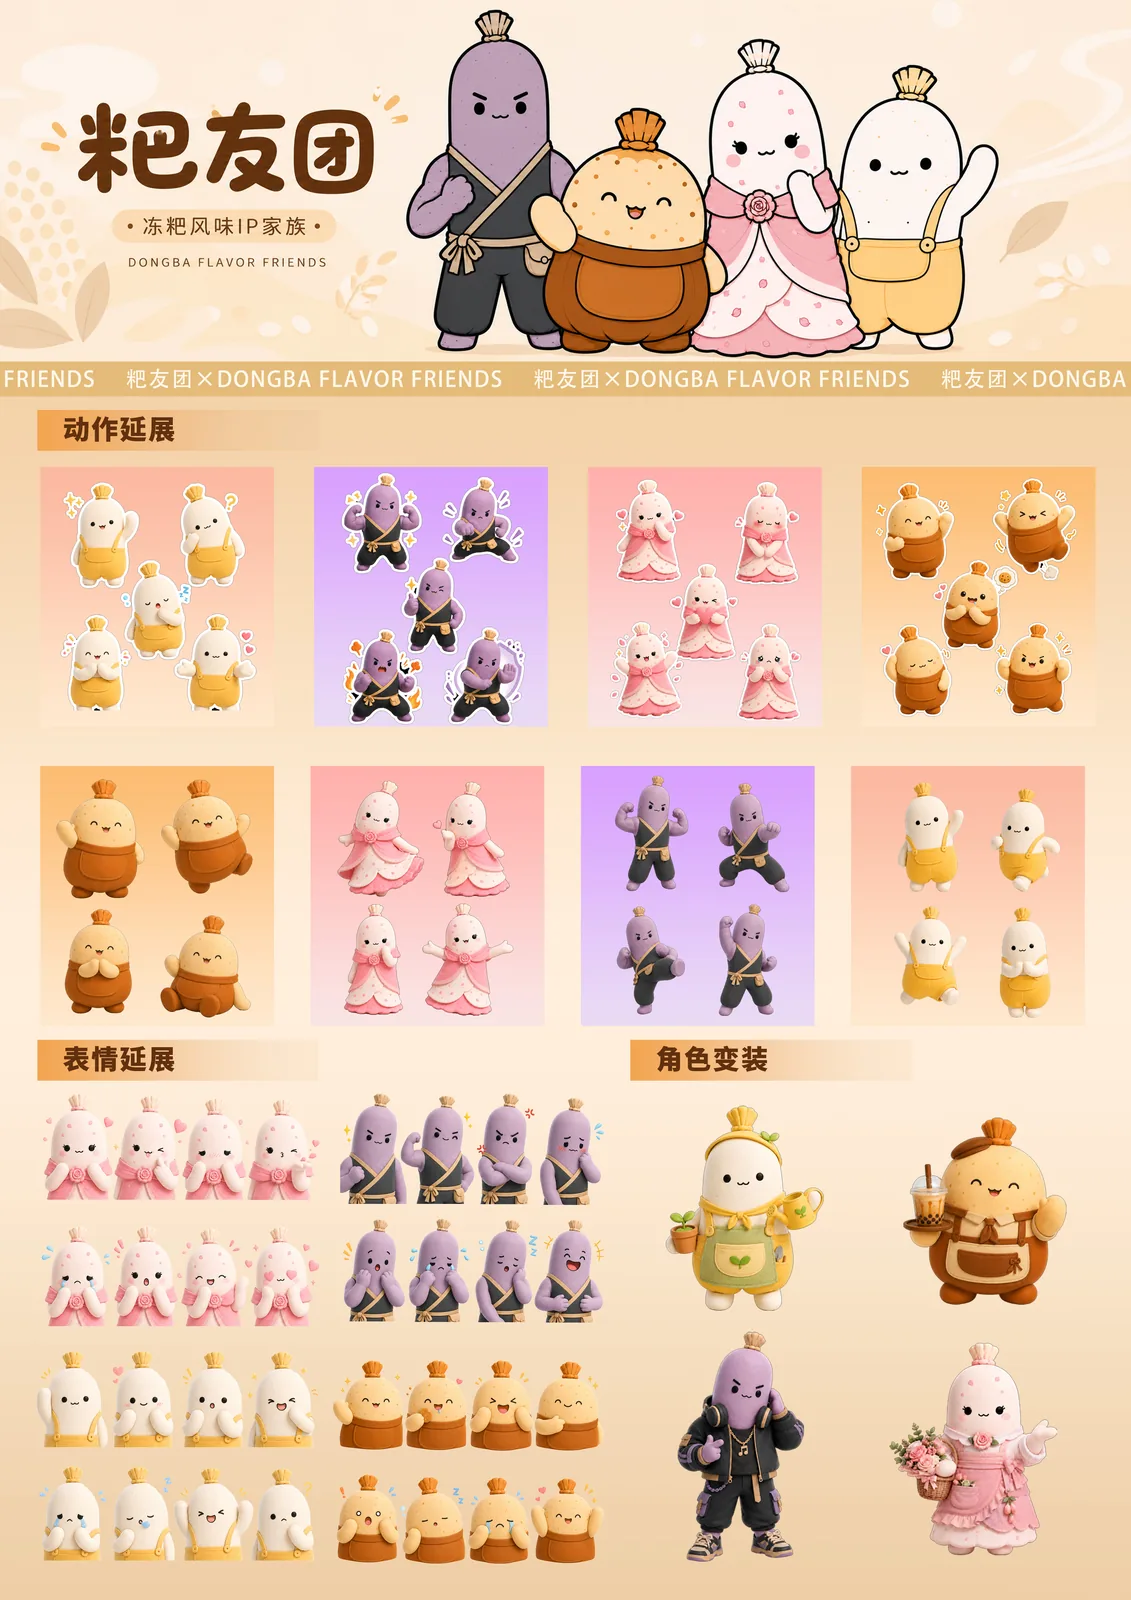 粑友团
·冻粑风味IP家族·
DONGBA FLAVOR FRIENDS
FRIENDS 粑友团×DONGBA FLAVOR FRIENDS 粑友团×DONGBA FLAVOR FRIENDS 粑友团×DONGBA
动作延展
表情延展
角色变装